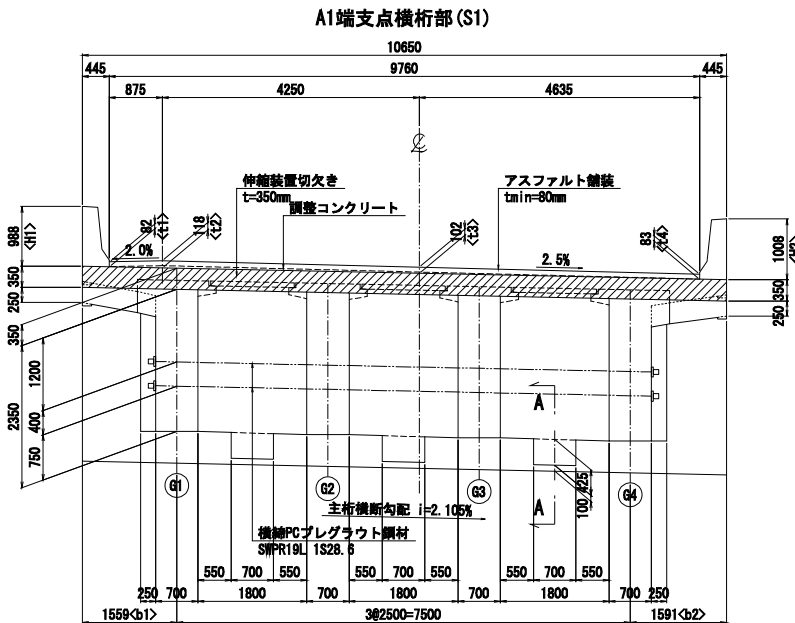 A1端支点横桁部(S1)
10650
445 9760 445
875 4250 4635
伸縮装置切欠き
t=350mm
調整コンクリート
アスファルト舗装
tmin=80mm
988
<H1>
82
<t1>
118
<t2>
102
<t3>
83
<t4>
1008
2.0%
2.5%
350
250
350
250
350
2350
1200
400
750
A
A
G1
G2
G3
G4
425
100
主桁横断勾配 i=2.105%
横締PCプレグラウト鋼材
SWPR19L 1S28.6
550 700 550 550 700 550 550 700 550
250 700 1800 700 1800 700 1800 700 250
1559<b1> 3@2500=7500 1591<b2>